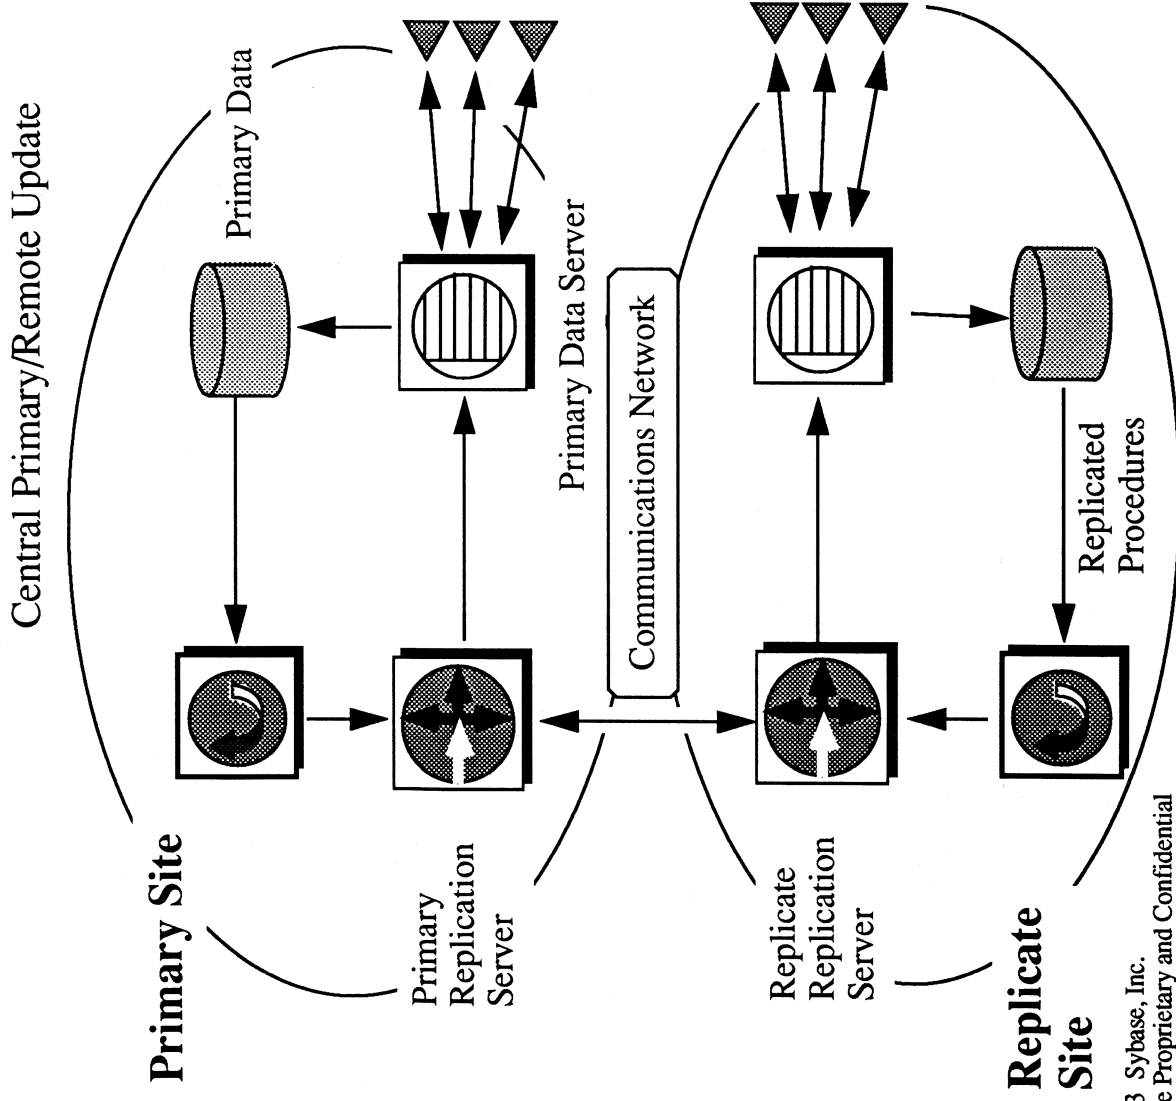 Central Primary/Remote Update
Primary Site
Primary Data
Primary
Replication
Server
Primary Data Server
Communications Network
Replicate
Replication
Server
Replicated
Procedures
Replicate
Site
3 Sybase, Inc.
e Proprietary and Confidential